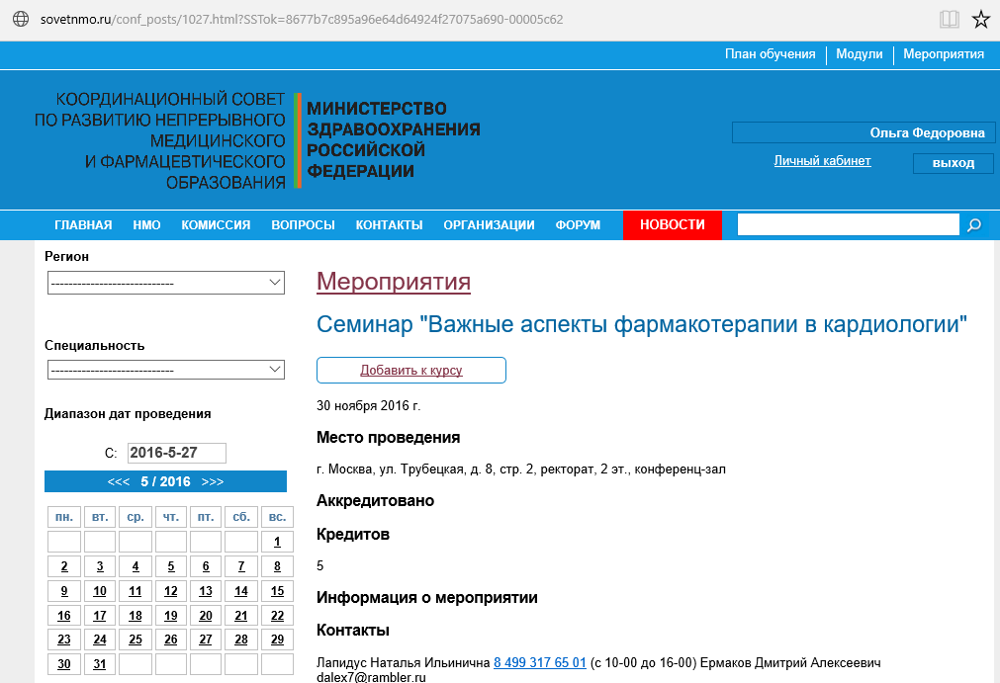 sovetnmo.ru/conf_posts/1027.html?SSTok=8677b7c895a96e64d64924f27075a690-00005c62
План обучения Модули Мероприятия
КООРДИНАЦИОННЫЙ СОВЕТ
ПО РАЗВИТИЮ НЕПРЕРЫВНОГО
МЕДИЦИНСКОГО
И ФАРМАЦЕВТИЧЕСКОГО
ОБРАЗОВАНИЯ
МИНИСТЕРСТВО
ЗДРАВООХРАНЕНИЯ
РОССИЙСКОЙ
ФЕДЕРАЦИИ
Ольга Федоровна
Личный кабинет выход
ГЛАВНАЯ НМО КОМИССИЯ ВОПРОСЫ КОНТАКТЫ ОРГАНИЗАЦИИ ФОРУМ НОВОСТИ
Регион
----------------------------
Специальность
----------------------------
Диапазон дат проведения
С: 2016-5-27
<<< 5 / 2016 >>>
пн. вт. ср. чт. пт. сб. вс.
1
2 3 4 5 6 7 8
9 10 11 12 13 14 15
16 17 18 19 20 21 22
23 24 25 26 27 28 29
30 31
Мероприятия
Семинар "Важные аспекты фармакотерапии в кардиологии"
Добавить к курсу
30 ноября 2016 г.
Место проведения
г. Москва, ул. Трубецкая, д. 8, стр. 2, ректорат, 2 эт., конференц-зал
Аккредитовано
Кредитов
5
Информация о мероприятии
Контакты
Лапидус Наталья Ильинична 8 499 317 65 01 (с 10-00 до 16-00) Ермаков Дмитрий Алексеевич
dalex7@rambler.ru